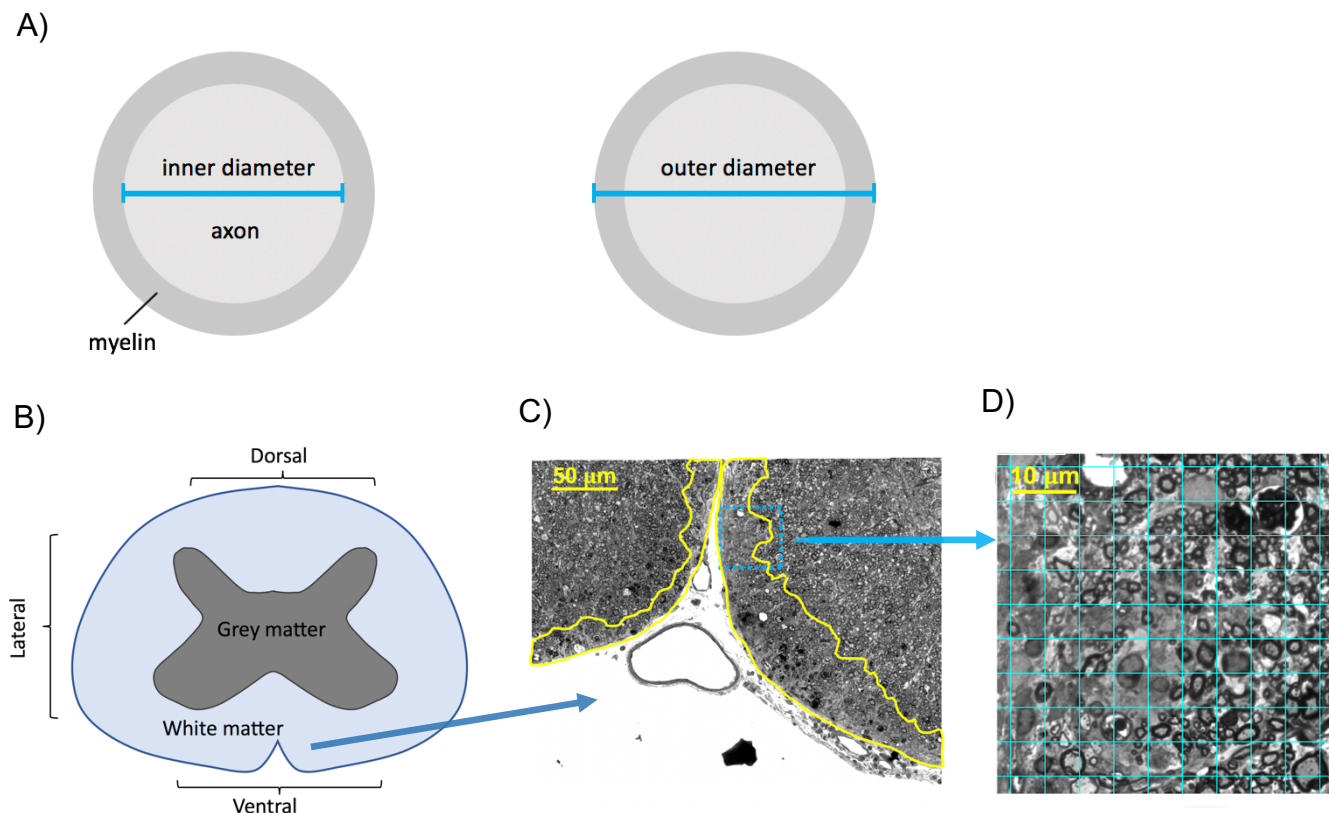 A)
inner diameter
axon
myelin
outer diameter
B)
Dorsal
Lateral
Grey matter
White matter
Ventral
C)
50 μm
D)
10 μm